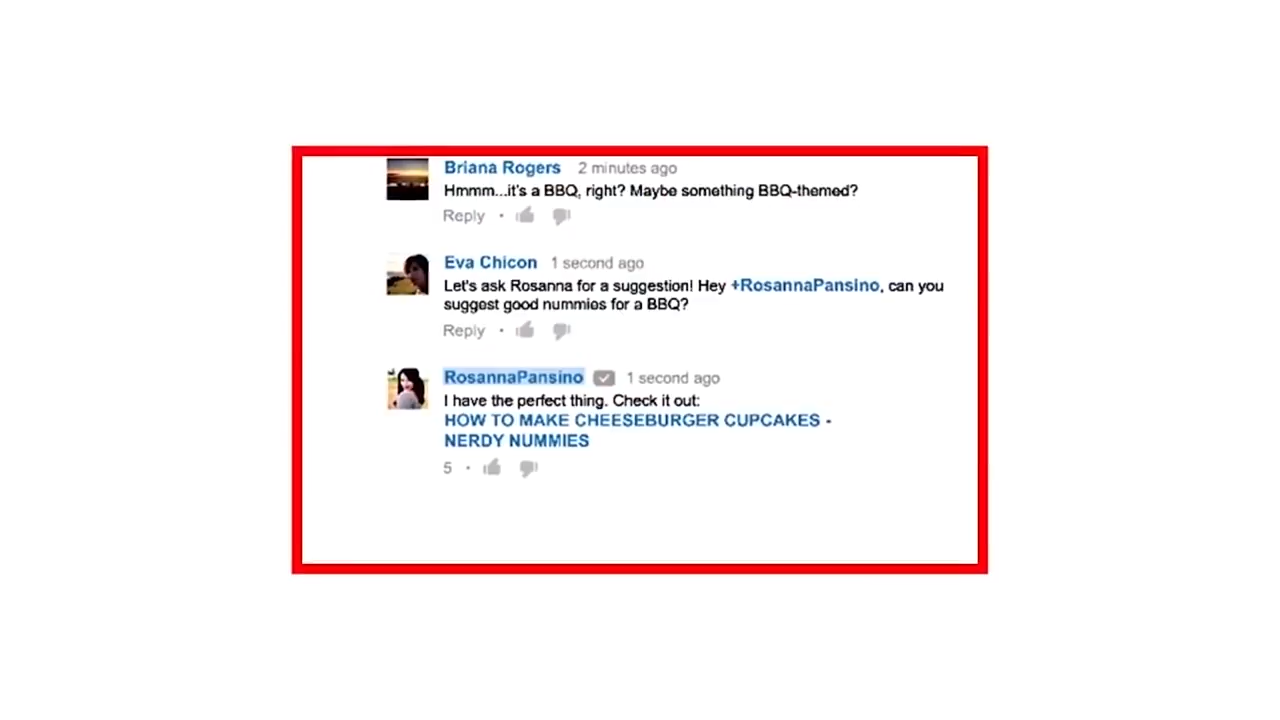 Briana Rogers 2 minutes ago
Hmmm...it's a BBQ, right? Maybe something BBQ-themed?
Reply •
Eva Chicon 1 second ago
Let's ask Rosanna for a suggestion! Hey +RosannaPansino, can you
suggest good nummies for a BBQ?
Reply •
RosannaPansino 1 second ago
I have the perfect thing. Check it out:
HOW TO MAKE CHEESEBURGER CUPCAKES -
NERDY NUMMIES
5 •